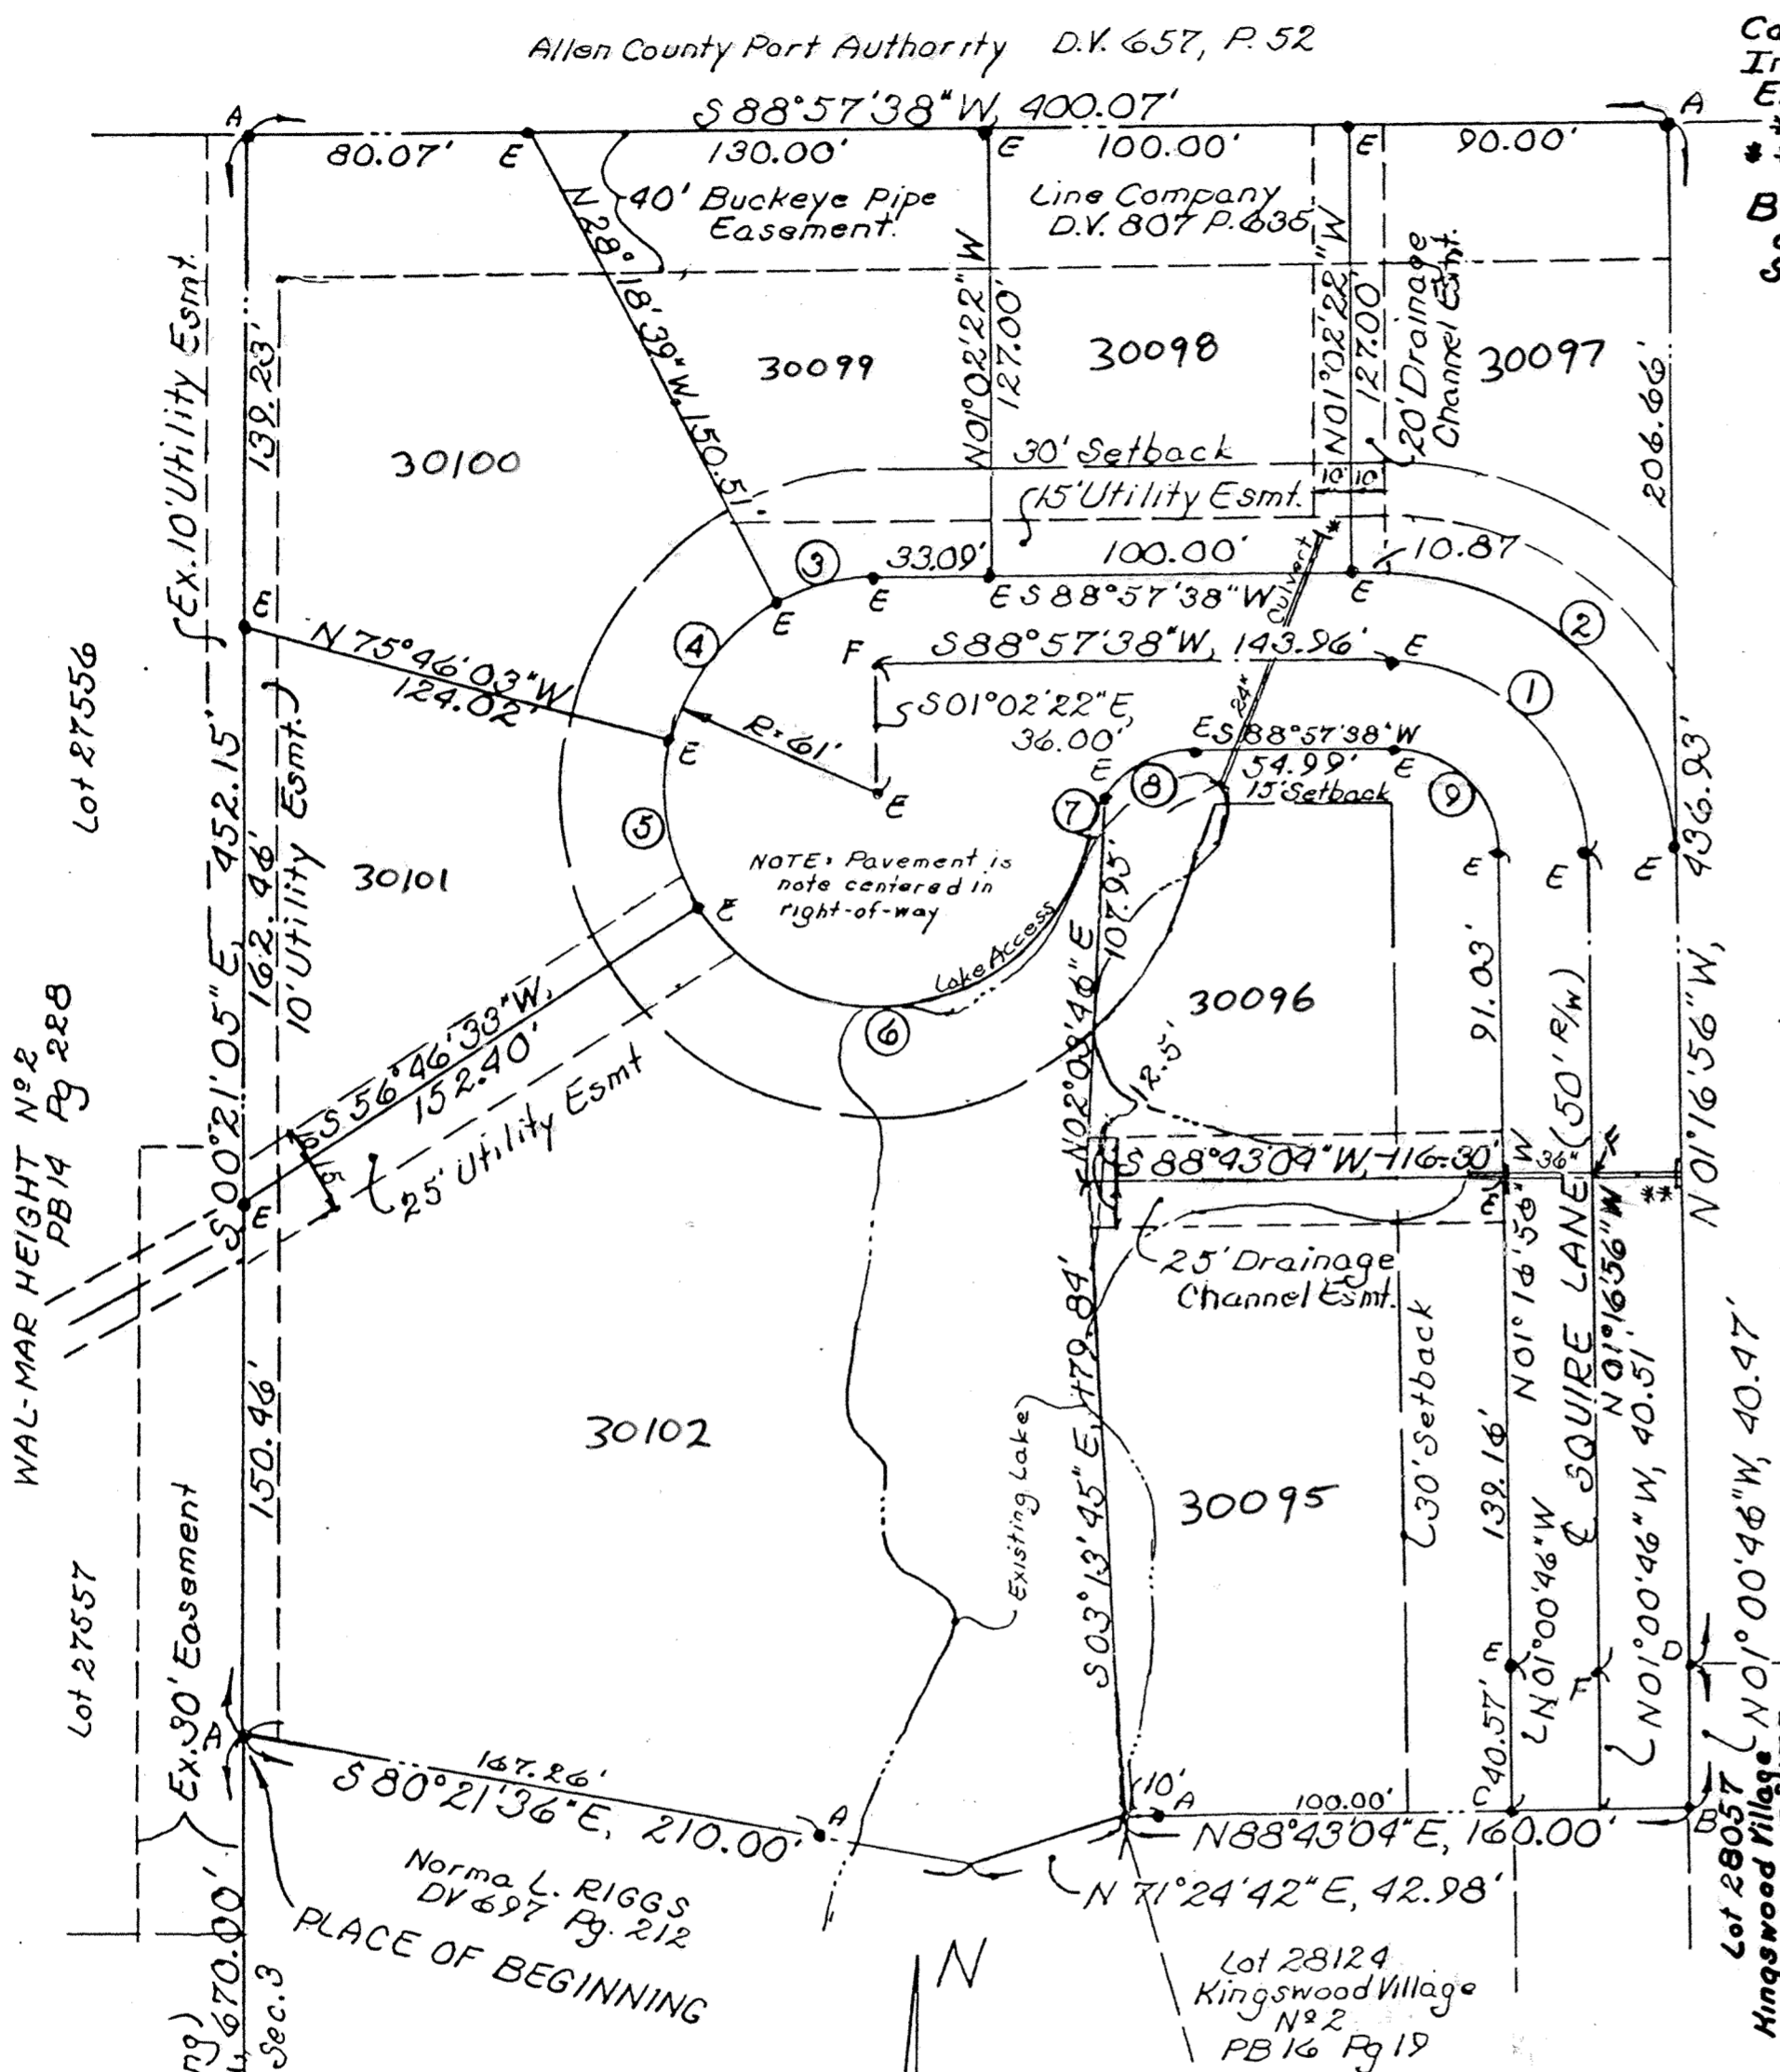 Allen County Port Authority D.V. 657, P. 52
S 88°57'38"W, 400.07'
A
A
80.07'
E
130.00'
E
100.00'
E
90.00'
40' Buckeye Pipe
Easement.
Line Company
D.V. 807 P. 635
N 28°18'39"W, 150.51'
N01°02'22"W
127.00'
N01°02'22"W
127.00'
20' Drainage
Channel Esmt.
Ex. 10' Utility Esmt.
139.23'
30100
30099
30098
30097
206.66'
30' Setback
15' Utility Esmt.
10' 10'
3
33.09'
100.00'
10.87
E
E
E
E
S88°57'38"W
Culvert
*
2
E
N 75°46'03"W
124.02'
4
F
S88°57'38"W, 143.96'
E
24"
1
S01°02'22"E,
36.00'
R=61'
E
E
E
S 88°57'38"W
54.99'
E
15' Setback
E
7
8
9
Lot 27556
5
30101
162.46'
10' Utility Esmt.
S 00°21'05"E, 452.15'
NOTE: Pavement is
note centered in
right-of-way
Lake Access
E
6
N02°03'46"E
107.95'
30096
91.03'
E
E
E
436.93'
N 01°16'56"W,
S 56°46'33"W,
152.40'
25' Utility Esmt
15'
E
12.5'
S 88°43'04"W, 116.30'
36"
F
**
E
25' Drainage
Channel Esmt.
WAL-MAR HEIGHT Nº 2
PB 14 Pg 228
150.46'
30102
Existing Lake
S 03°13'45"E, 179.84'
30095
30' Setback
139.16'
N01°16'56"W
℄ SQUIRE LANE (50' R/W)
N 01°16'56"W
N01°00'46"W, 40.51'
N01°00'46"W, 40.47'
N01°00'46"W
40.57'
E
F
D
Lot 27557
Ex. 30' Easement
A
167.26'
S 80°21'36"E, 210.00'
A
10'
A
100.00'
C
B
N88°43'04"E, 160.00'
N 71°24'42"E, 42.98'
Norma L. RIGGS
DV 697 Pg. 212
PLACE OF BEGINNING
670.00'
Sec. 3
N
Lot 28124
Kingswood Village
Nº 2
PB 16 Pg 19
Lot 28057
Kingswood Village